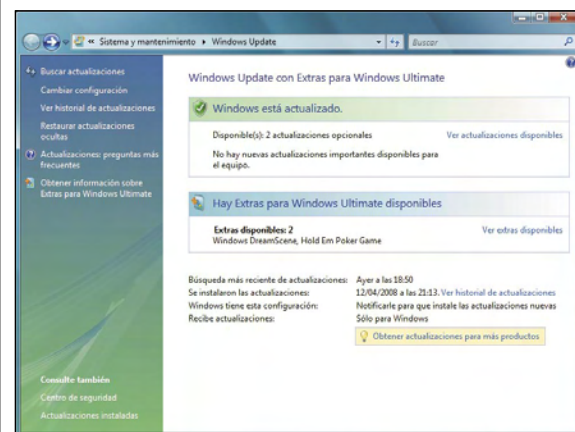 « Sistema y mantenimiento ▸ Windows Update
Buscar
Buscar actualizaciones
Cambiar configuración
Ver historial de actualizaciones
Restaurar actualizaciones
ocultas
Actualizaciones: preguntas más
frecuentes
Obtener información sobre
Extras para Windows Ultimate
Windows Update con Extras para Windows Ultimate
Windows está actualizado.
Disponible(s): 2 actualizaciones opcionales
Ver actualizaciones disponibles
No hay nuevas actualizaciones importantes disponibles para
el equipo.
Hay Extras para Windows Ultimate disponibles
Extras disponibles: 2
Ver extras disponibles
Windows DreamScene, Hold Em Poker Game
Búsqueda más reciente de actualizaciones: Ayer a las 18:50
Se instalaron las actualizaciones: 12/04/2008 a las 21:13. Ver historial de actualizaciones
Windows tiene esta configuración: Notificarle para que instale las actualizaciones nuevas
Recibe actualizaciones: Sólo para Windows
Obtener actualizaciones para más productos
Consulte también
Centro de seguridad
Actualizaciones instaladas